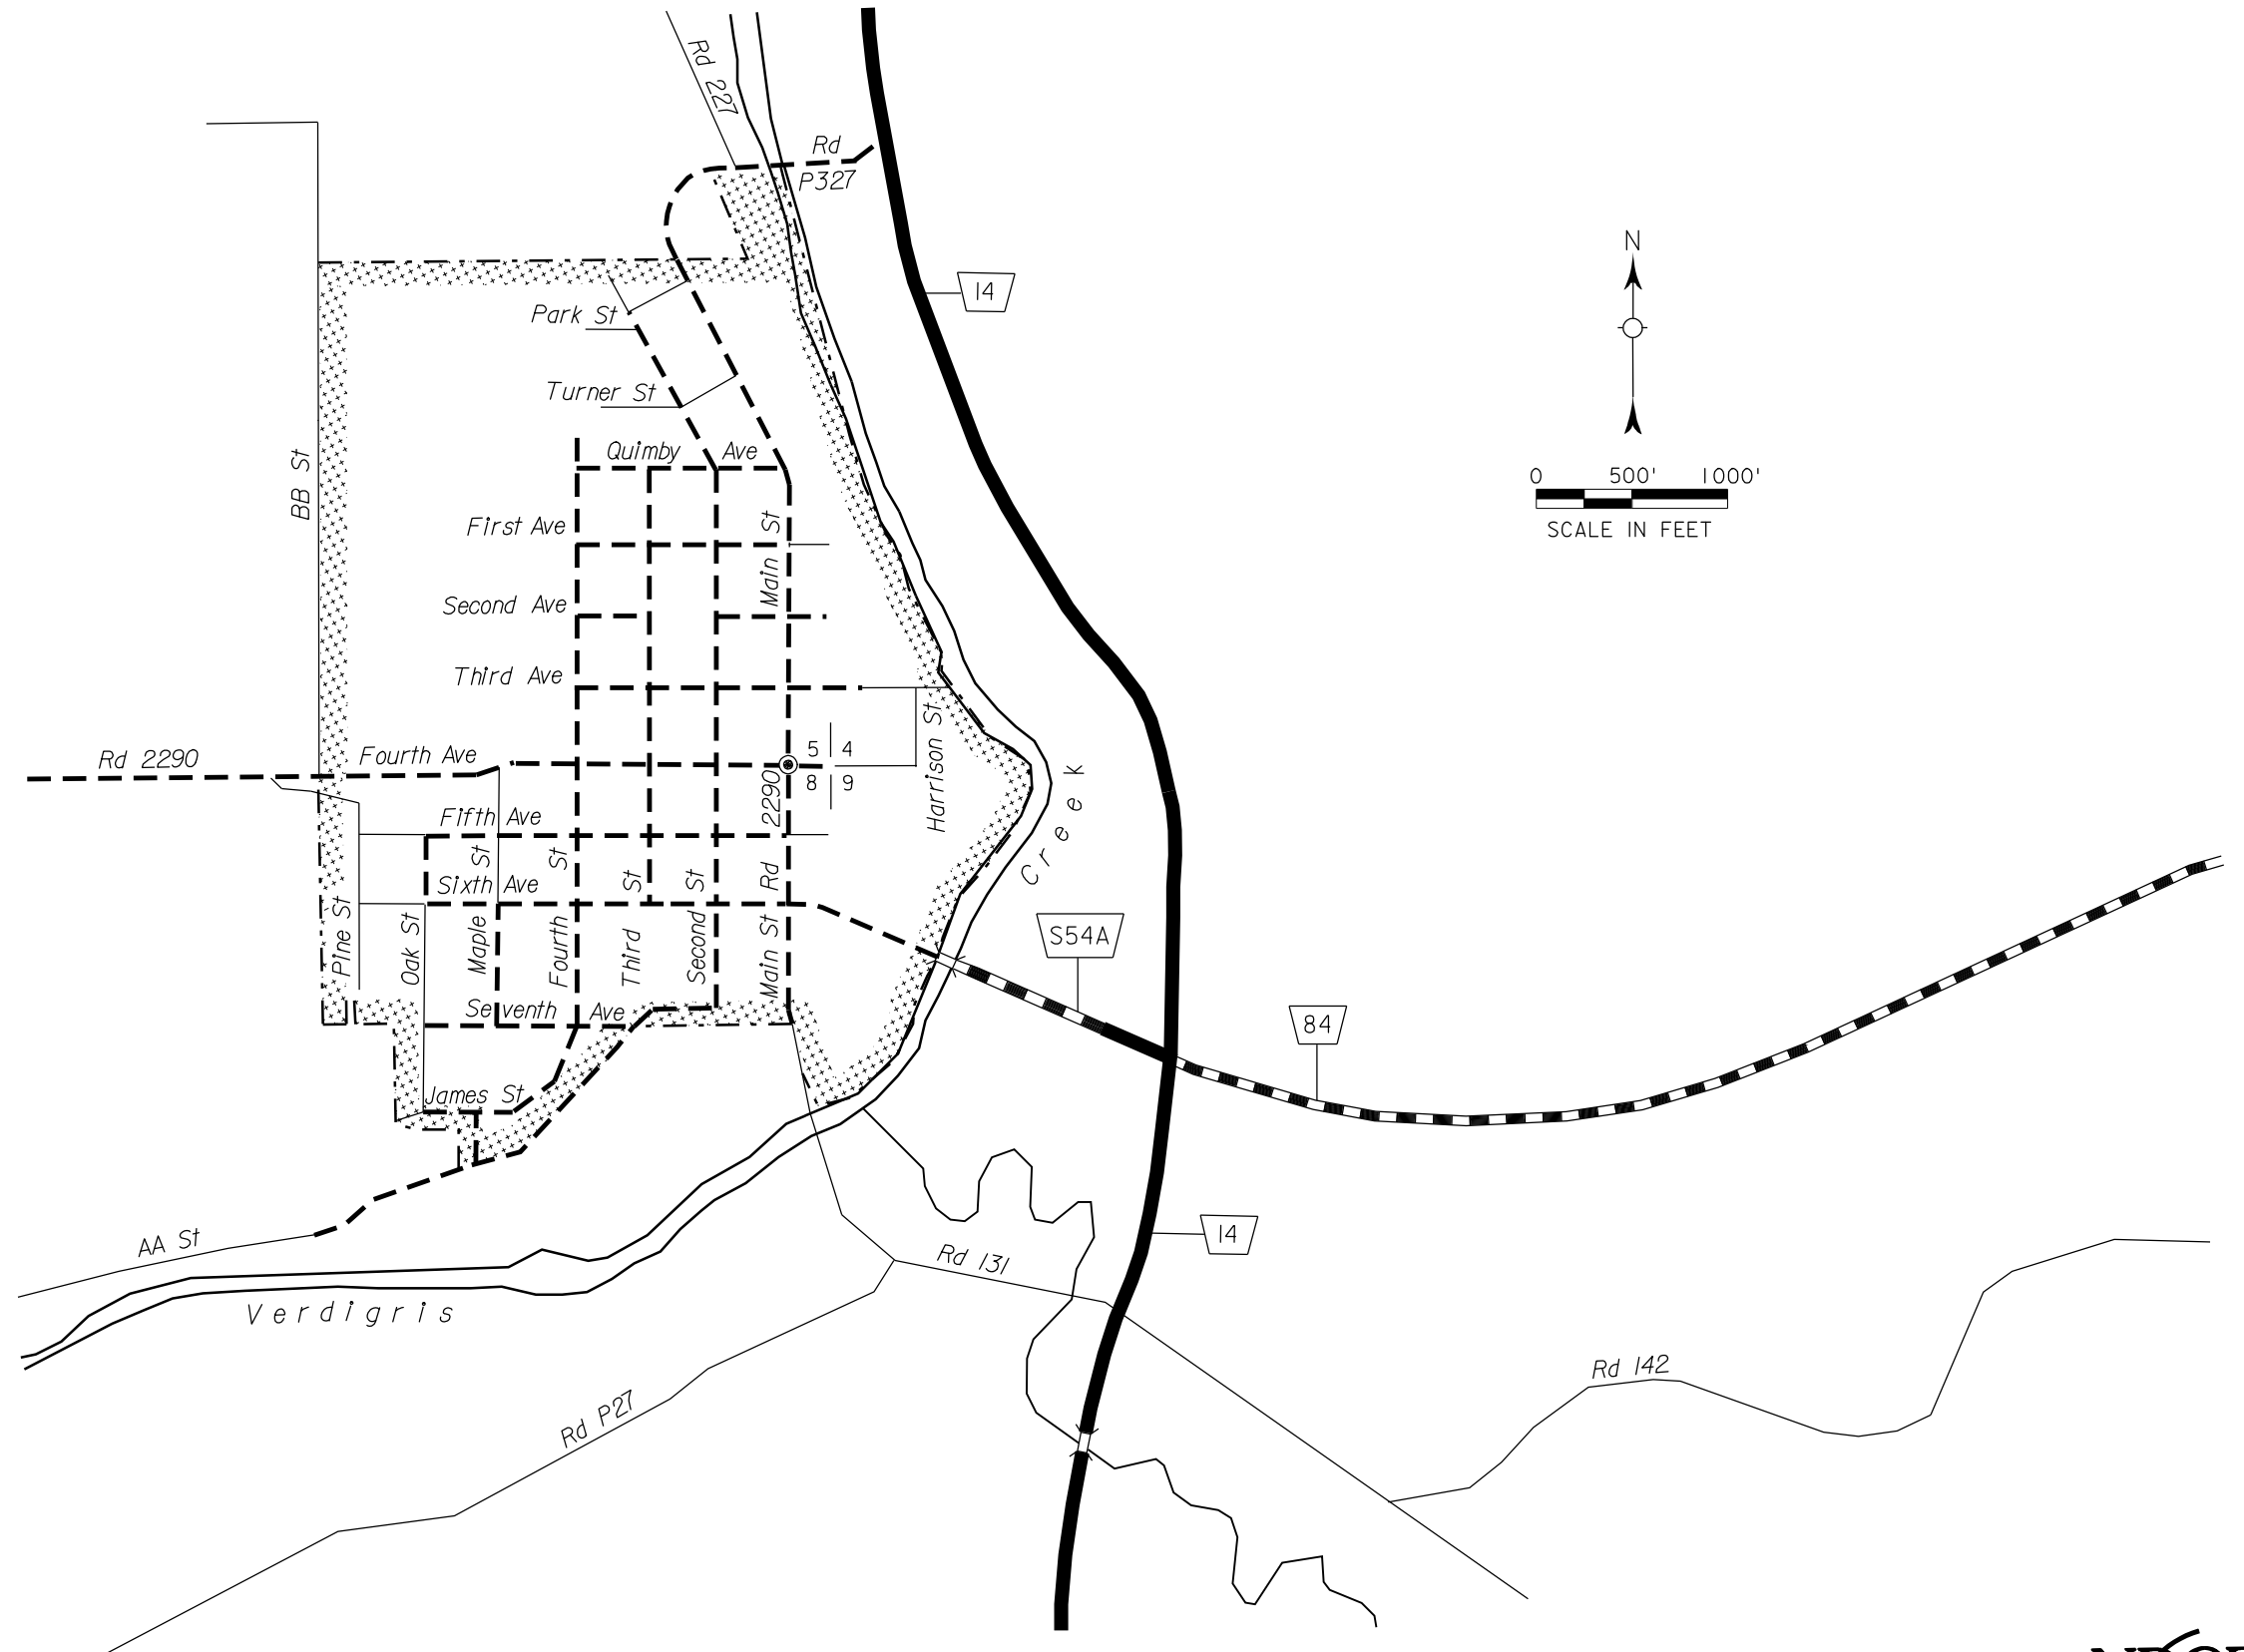 Rd 227
Rd
P327
14
N
Park St
Turner St
BB St
Quimby Ave
0 500' 1000'
SCALE IN FEET
First Ave
Main St
Second Ave
Third Ave
Harrison St
Rd 2290
Fourth Ave
5 4
8 9
2290
Creek
Fifth Ave
Sixth Ave
Pine St
Oak St
Maple St
Fourth St
Third St
Second St
Main St Rd
S54A
84
Seventh Ave
James St
AA St
14
Rd 131
Verdigris
Rd 142
Rd P27